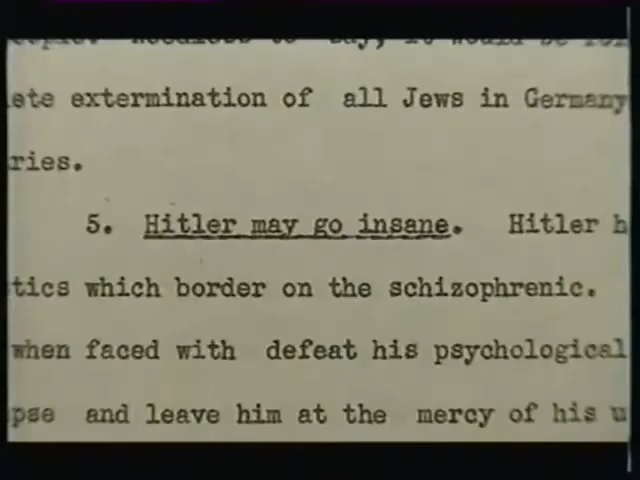 ete extermination of all Jews in Germany
ries.
5. Hitler may go insane. Hitler h
tics which border on the schizophrenic.
when faced with defeat his psychological
pse and leave him at the mercy of his u